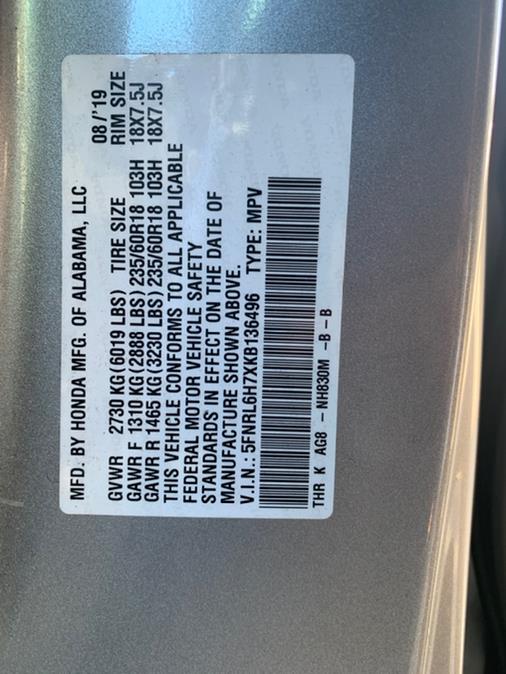 MFD. BY HONDA MFG. OF ALABAMA, LLC 08/'19
GVWR 2730 KG(6019 LBS) TIRE SIZE RIM SIZE
GAWR F 1310 KG(2888 LBS)235/60R18 103H 18X7.5J
GAWR R 1465 KG(3230 LBS)235/60R18 103H 18X7.5J
THIS VEHICLE CONFORMS TO ALL APPLICABLE
FEDERAL MOTOR VEHICLE SAFETY
STANDARDS IN EFFECT ON THE DATE OF
MANUFACTURE SHOWN ABOVE.
V.I.N.: 5FNRL6H7XKB136496 TYPE: MPV
THR K AG8 - NH830M -B-B